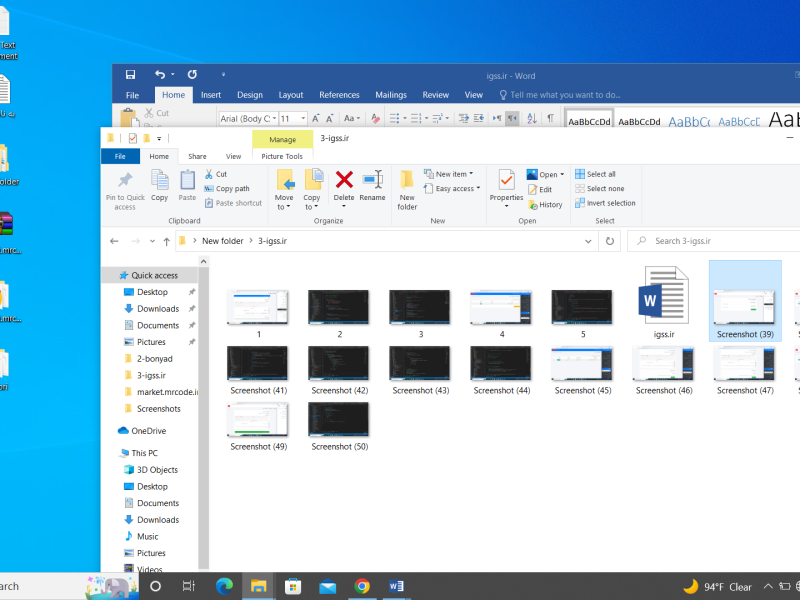 Text
ment
igss.ir - Word
File
Home
Insert
Design
Layout
References
Mailings
Review
View
Tell me what you want to do...
Cut
Arial (Body C
11
AaBbCcDd
AaBbCcDd
AaBbC
AaBbCcC
Manage
3-igss.ir
File
Home
Share
View
Picture Tools
Pin to Quick access
Copy
Paste
Cut
Copy path
Paste shortcut
Clipboard
Move to
Copy to
Delete
Rename
Organize
New folder
New item
Easy access
New
Properties
Open
Edit
History
Open
Select all
Select none
Invert selection
Select
New folder > 3-igss.ir
Search 3-igss.ir
older
.mrc...
.mrc...
Quick access
Desktop
Downloads
Documents
Pictures
2-bonyad
3-igss.ir
market.mrcode.ir
Screenshots
OneDrive
This PC
3D Objects
Desktop
Documents
Downloads
Music
Pictures
Videos
1
2
3
4
5
igss.ir
Screenshot (39)
Screenshot (41)
Screenshot (42)
Screenshot (43)
Screenshot (44)
Screenshot (45)
Screenshot (46)
Screenshot (47)
Screenshot (49)
Screenshot (50)
arch
94°F Clear